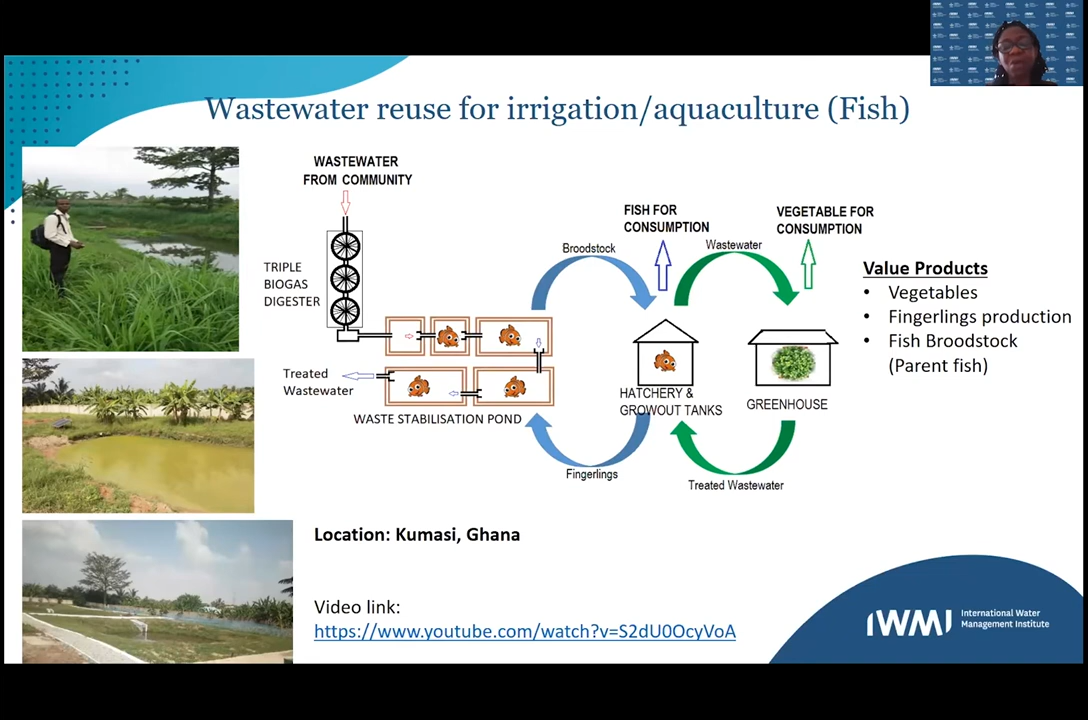 Wastewater reuse for irrigation/aquaculture (Fish)
WASTEWATER
FROM COMMUNITY
TRIPLE
BIOGAS
DIGESTER
Treated
Wastewater
WASTE STABILISATION POND
Broodstock
Fingerlings
FISH FOR
CONSUMPTION
HATCHERY &
GROWOUT TANKS
Wastewater
Treated Wastewater
VEGETABLE FOR
CONSUMPTION
GREENHOUSE
Value Products
• Vegetables
• Fingerlings production
• Fish Broodstock
(Parent fish)
Location: Kumasi, Ghana
Video link:
https://www.youtube.com/watch?v=S2dU0OcyVoA
IWMI
International Water
Management Institute